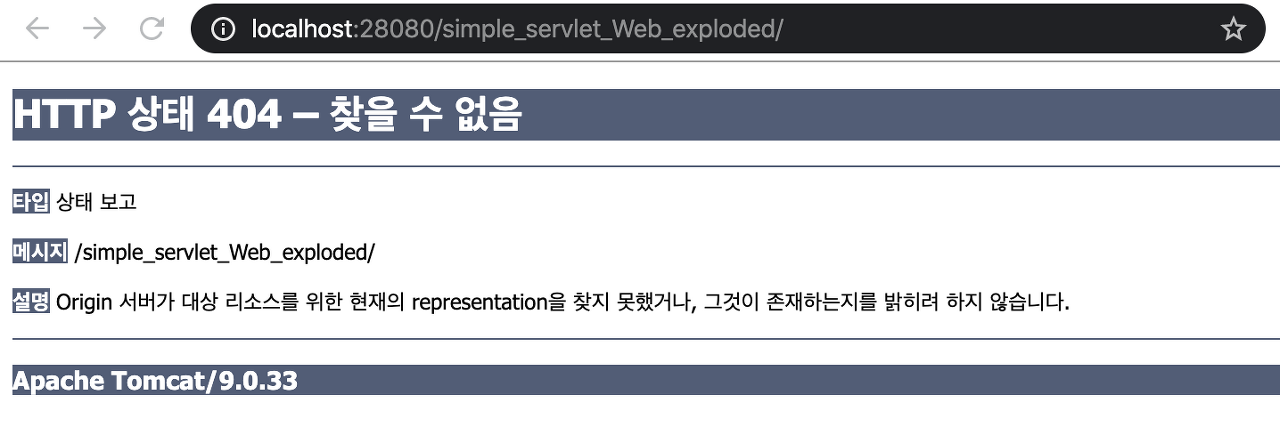 localhost:28080/simple_servlet_Web_exploded/
HTTP 상태 404 – 찾을 수 없음
타입 상태 보고
메시지 /simple_servlet_Web_exploded/
설명 Origin 서버가 대상 리소스를 위한 현재의 representation을 찾지 못했거나, 그것이 존재하는지를 밝히려 하지 않습니다.
Apache Tomcat/9.0.33